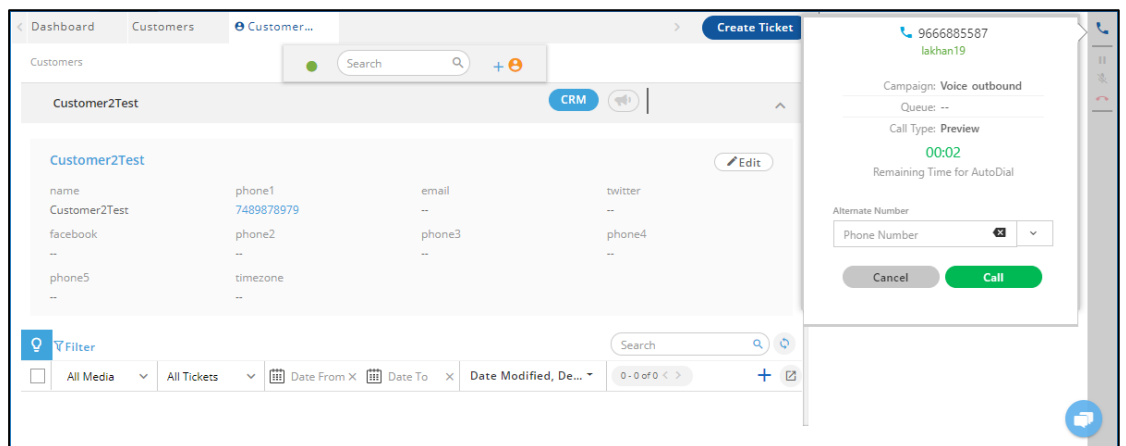 Dashboard Customers Customer... Create Ticket
Customers
Search
Customer2Test CRM
Customer2Test Edit
name phone1 email twitter
Customer2Test 7489878979 -- --
facebook phone2 phone3 phone4
-- -- -- --
phone5 timezone
-- --
Filter Search
All Media All Tickets Date From Date To Date Modified, De... 0 - 0 of 0
9666885587
lakhan19
Campaign: Voice outbound
Queue: --
Call Type: Preview
00:02
Remaining Time for AutoDial
Alternate Number
Phone Number
Cancel Call